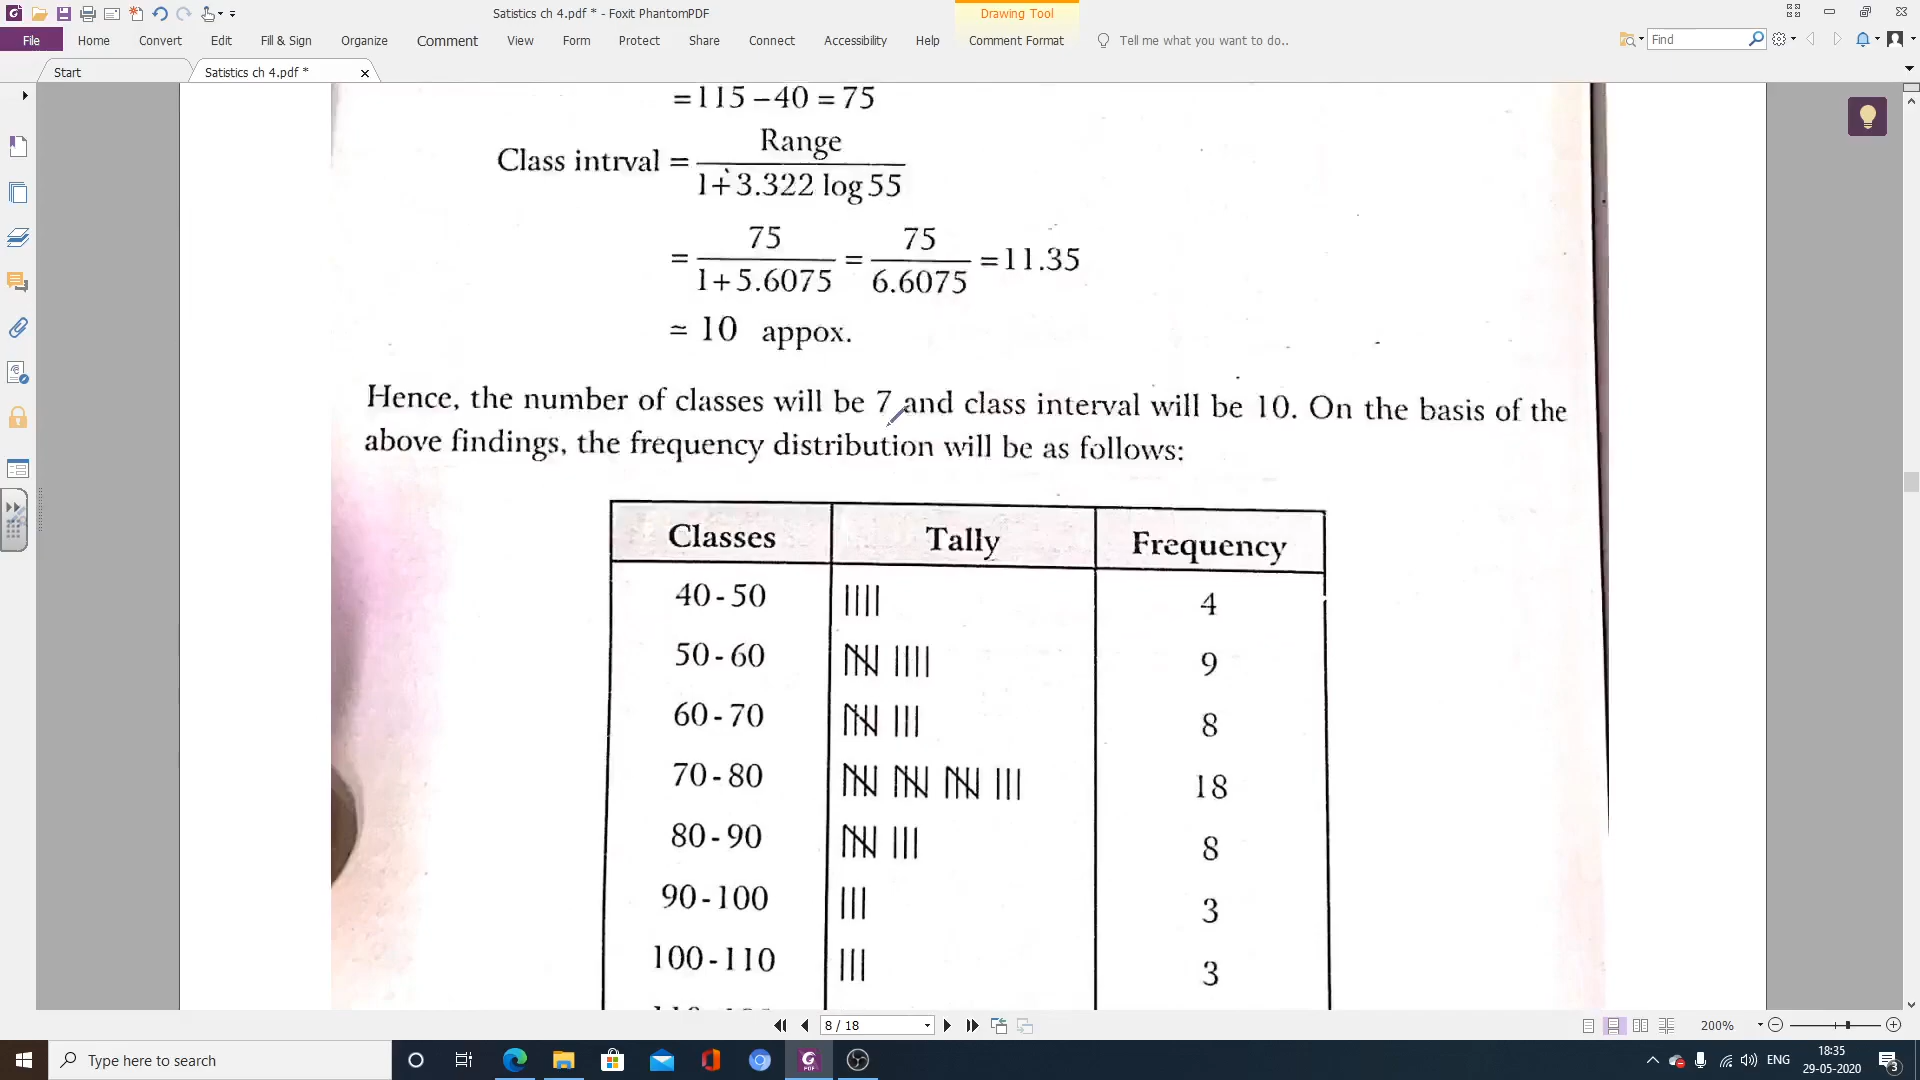 Satistics ch 4.pdf * - Foxit PhantomPDF
Drawing Tool
File Home Convert Edit Fill & Sign Organize Comment View Form Protect Share Connect Accessibility Help Comment Format Tell me what you want to do.. Find
Start Satistics ch 4.pdf *
=115 – 40 = 75
Class intrval = Range / 1+3.322 log 55
= 75 / 1+5.6075 = 75 / 6.6075 = 11.35
≃ 10 appox.
Hence, the number of classes will be 7 and class interval will be 10. On the basis of the
above findings, the frequency distribution will be as follows:
Classes Tally Frequency
40 - 50 |||| 4
50 - 60 𝍸 |||| 9
60 - 70 𝍸 ||| 8
70 - 80 𝍸 𝍸 𝍸 ||| 18
80 - 90 𝍸 ||| 8
90 - 100 ||| 3
100 - 110 ||| 3
8 / 18 200%
Type here to search ENG 18:35
29-05-2020 3